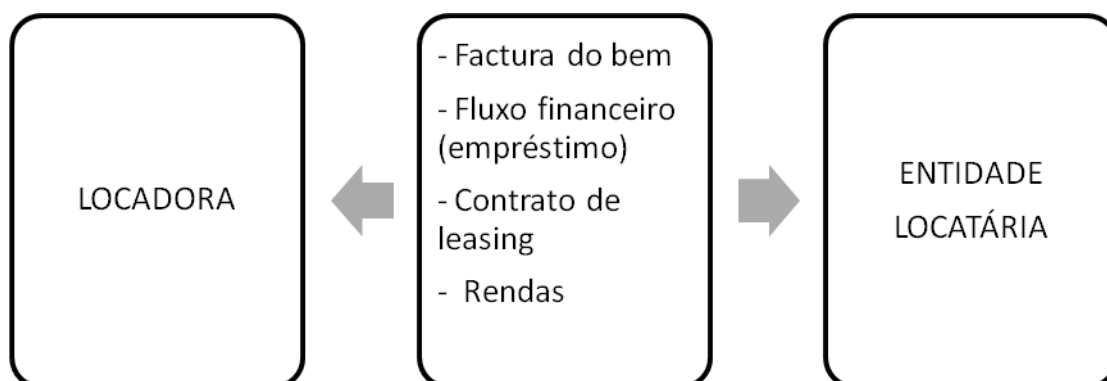 LOCADORA
- Factura do bem
- Fluxo financeiro
(empréstimo)
- Contrato de
leasing
- Rendas
ENTIDADE
LOCATÁRIA